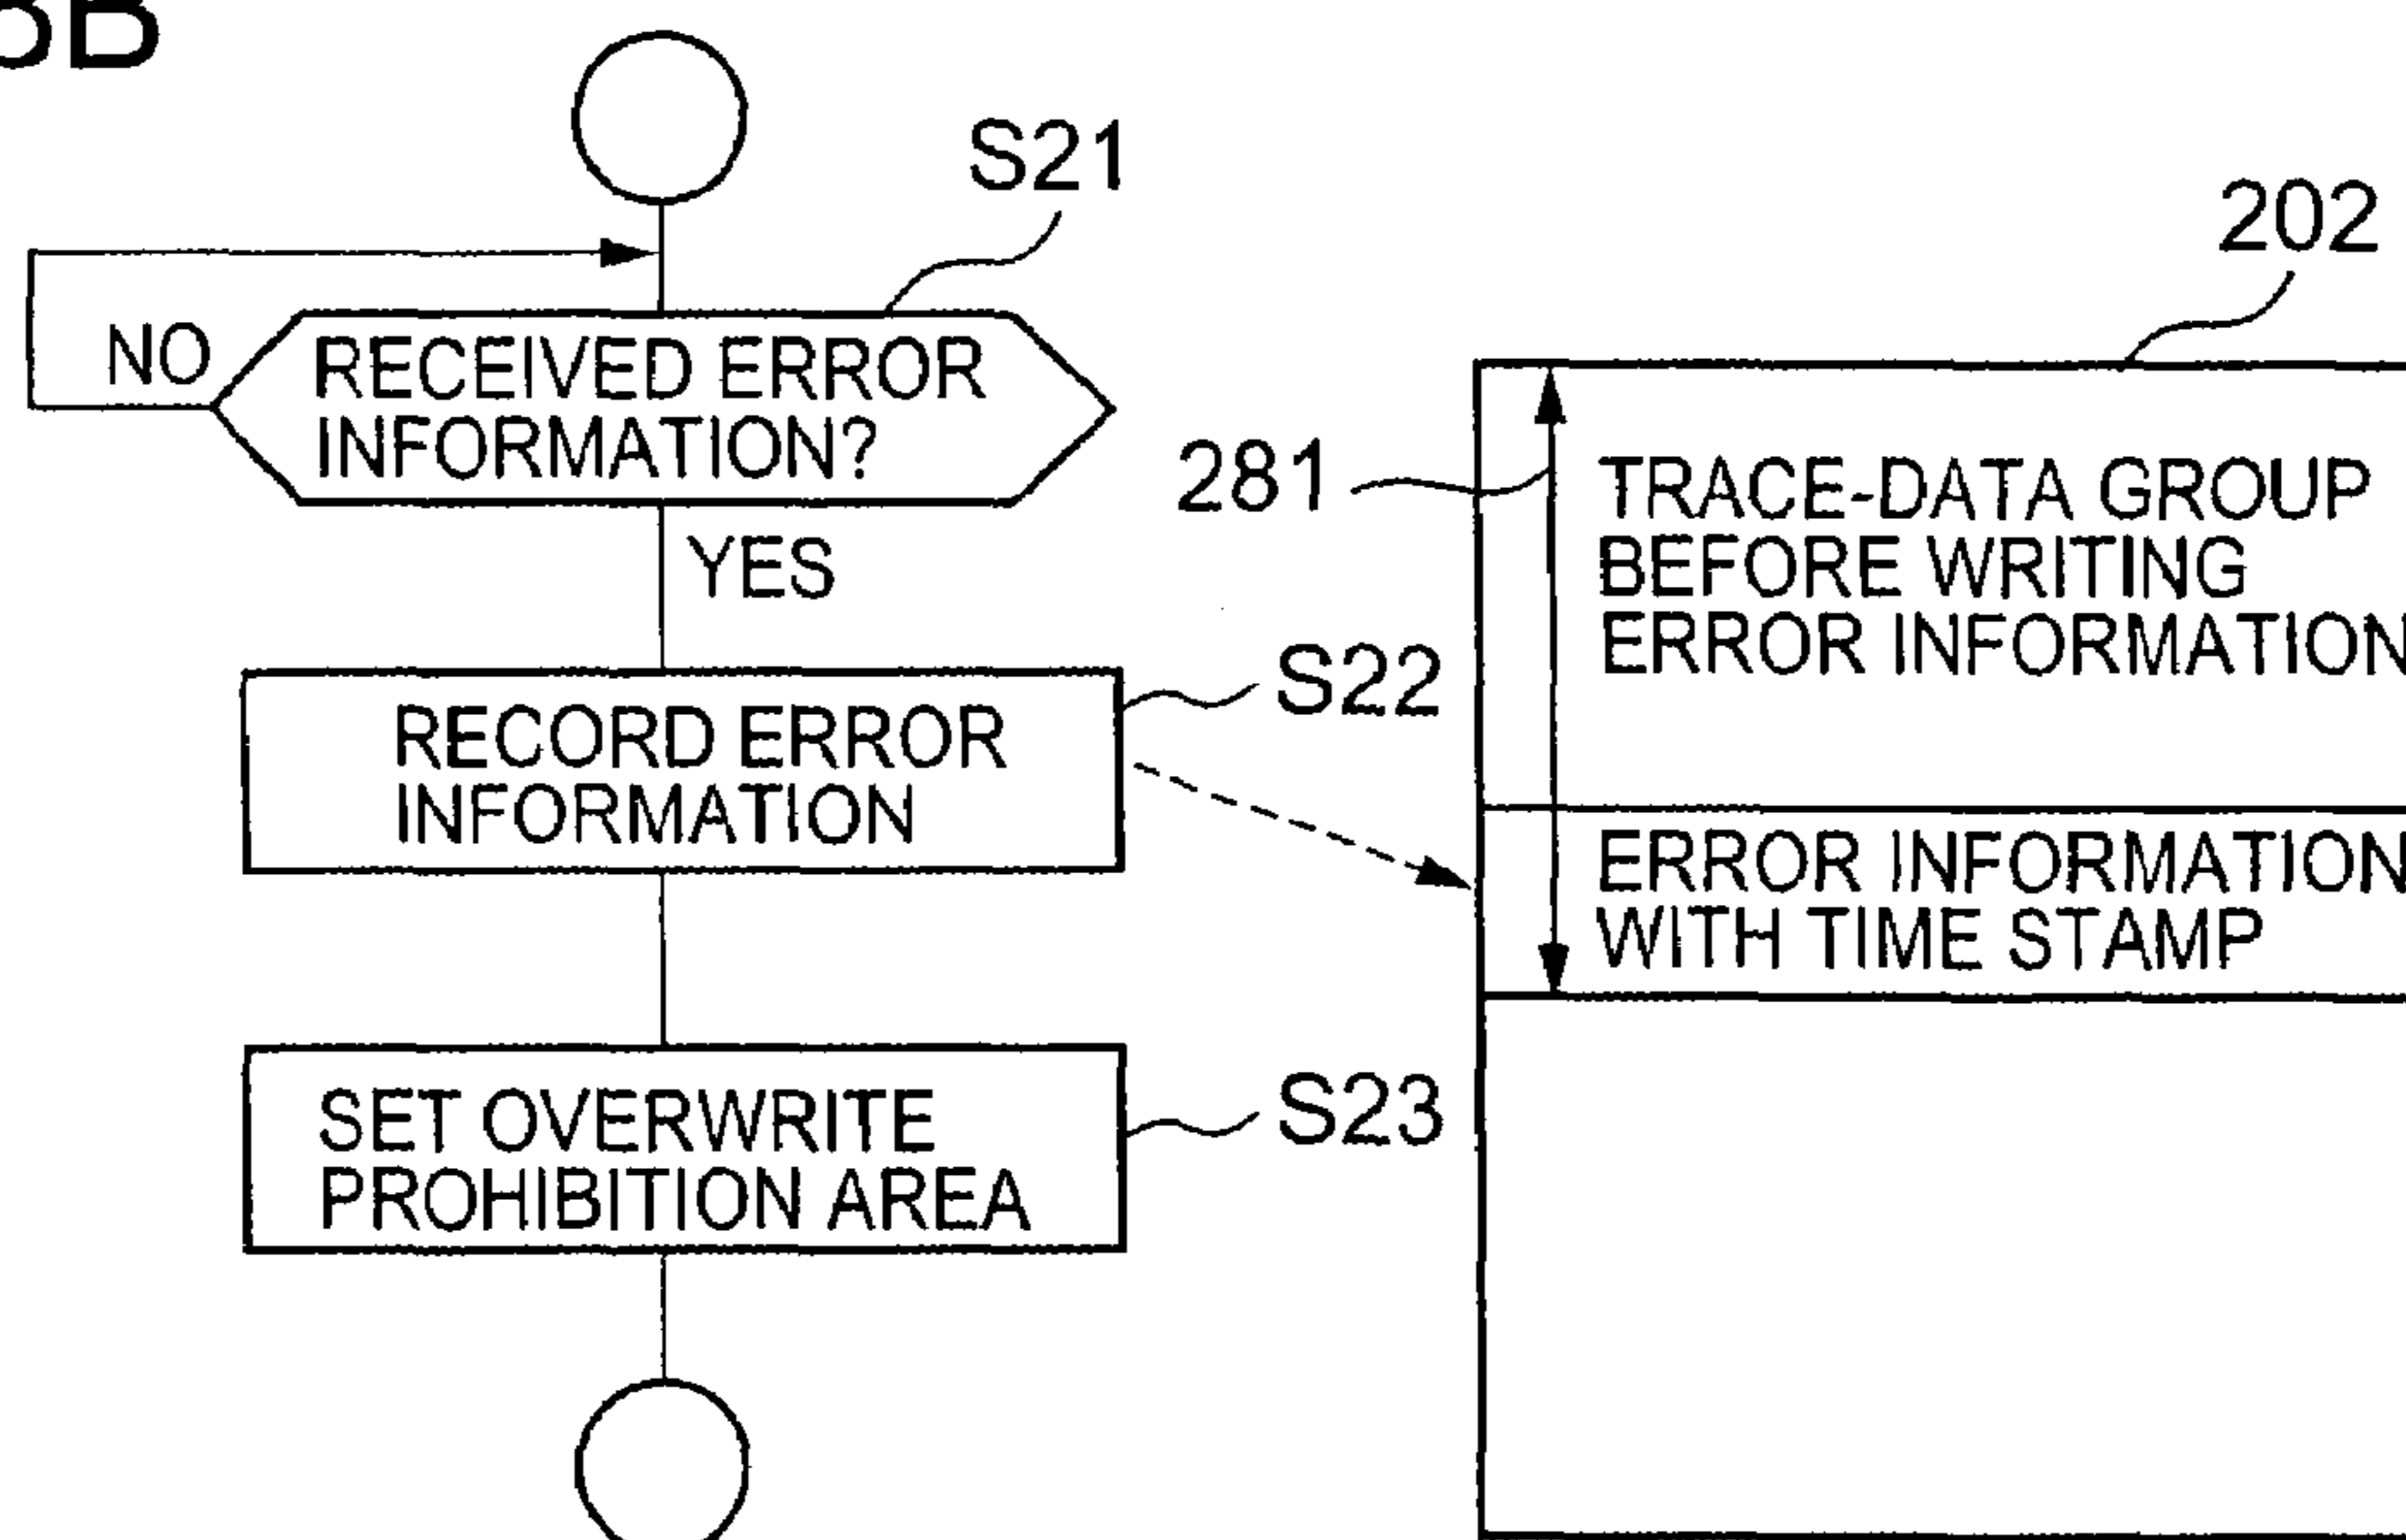 3B
S21
202
NO
RECEIVED ERROR
INFORMATION?
281
TRACE-DATA GROUP
BEFORE WRITING
ERROR INFORMATION
YES
S22
RECORD ERROR
INFORMATION
ERROR INFORMATION
WITH TIME STAMP
S23
SET OVERWRITE
PROHIBITION AREA